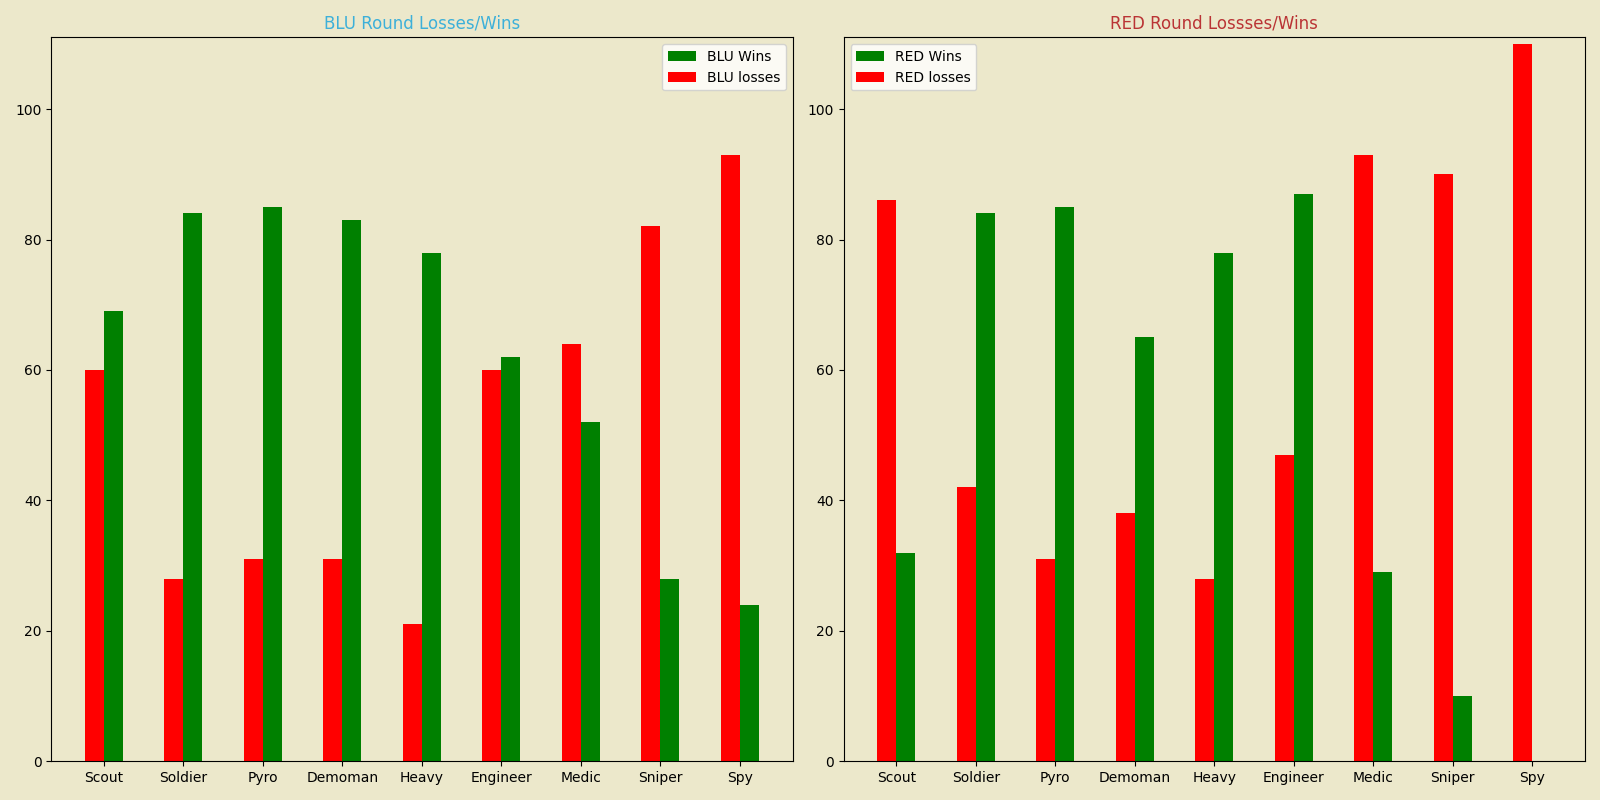 BLU Round Losses/Wins
BLU Wins
BLU losses
100
80
60
40
20
0
Scout Soldier Pyro Demoman Heavy Engineer Medic Sniper Spy
RED Round Lossses/Wins
RED Wins
RED losses
100
80
60
40
20
0
Scout Soldier Pyro Demoman Heavy Engineer Medic Sniper Spy